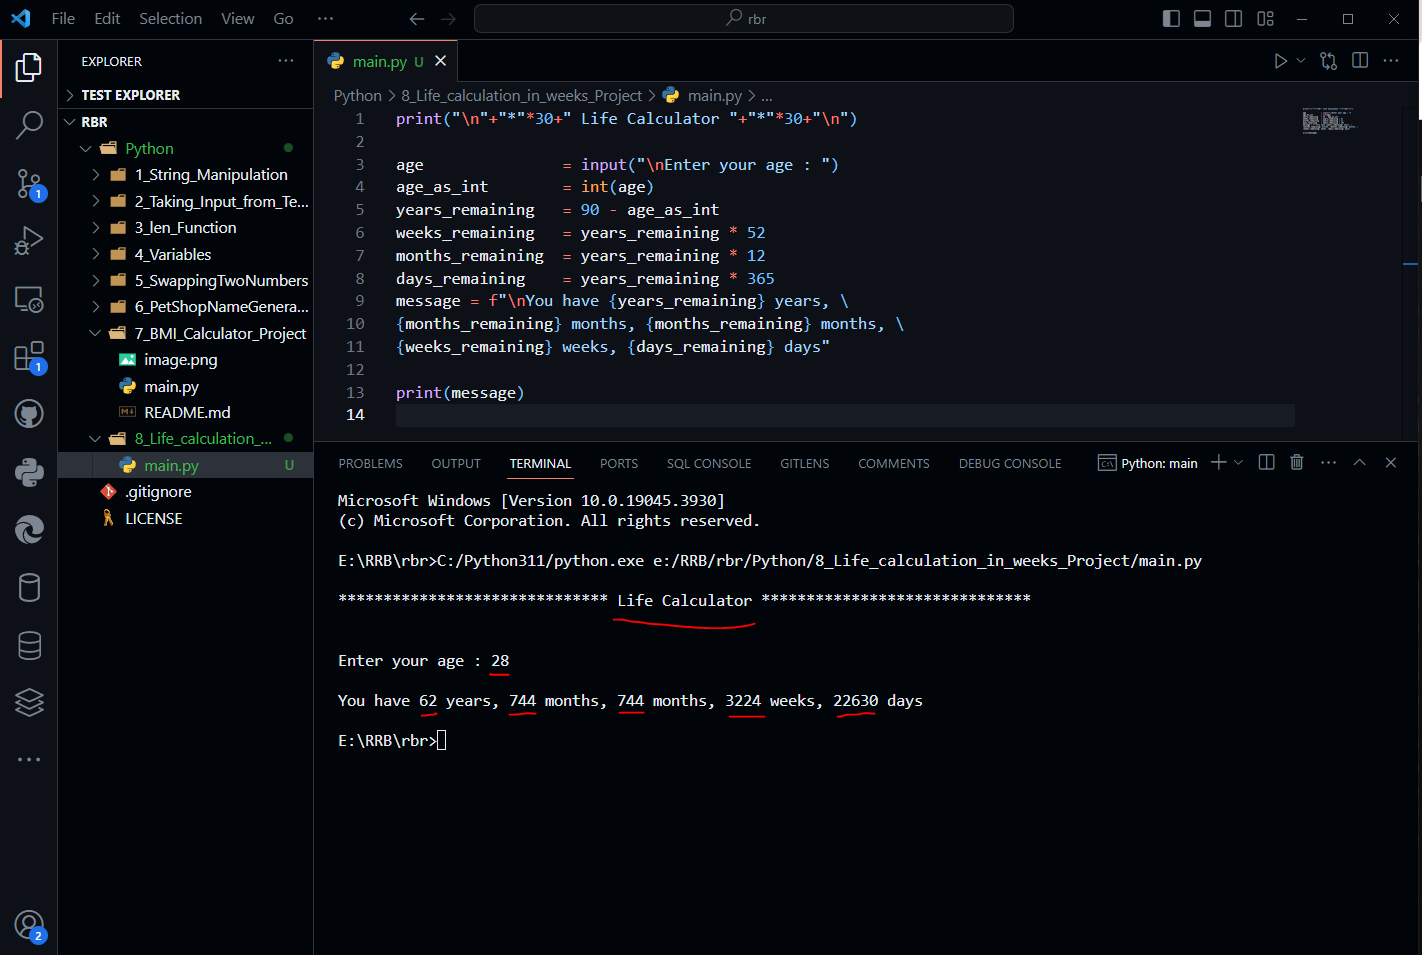 File Edit Selection View Go ... rbr
EXPLORER ...
TEST EXPLORER
RBR
Python
1_String_Manipulation
2_Taking_Input_from_Te...
3_len_Function
4_Variables
5_SwappingTwoNumbers
6_PetShopNameGenera...
7_BMI_Calculator_Project
image.png
main.py
README.md
8_Life_calculation_...
main.py U
.gitignore
LICENSE
1
1
2
main.py U
Python > 8_Life_calculation_in_weeks_Project > main.py > ...
1 print("\n"+"*"*30+" Life Calculator "+"*"*30+"\n")
2
3 age = input("\nEnter your age : ")
4 age_as_int = int(age)
5 years_remaining = 90 - age_as_int
6 weeks_remaining = years_remaining * 52
7 months_remaining = years_remaining * 12
8 days_remaining = years_remaining * 365
9 message = f"\nYou have {years_remaining} years, \
10 {months_remaining} months, {months_remaining} months, \
11 {weeks_remaining} weeks, {days_remaining} days"
12
13 print(message)
14
PROBLEMS OUTPUT TERMINAL PORTS SQL CONSOLE GITLENS COMMENTS DEBUG CONSOLE Python: main
Microsoft Windows [Version 10.0.19045.3930]
(c) Microsoft Corporation. All rights reserved.
E:\RRB\rbr>C:/Python311/python.exe e:/RRB/rbr/Python/8_Life_calculation_in_weeks_Project/main.py
****************************** Life Calculator ******************************
Enter your age : 28
You have 62 years, 744 months, 744 months, 3224 weeks, 22630 days
E:\RRB\rbr>